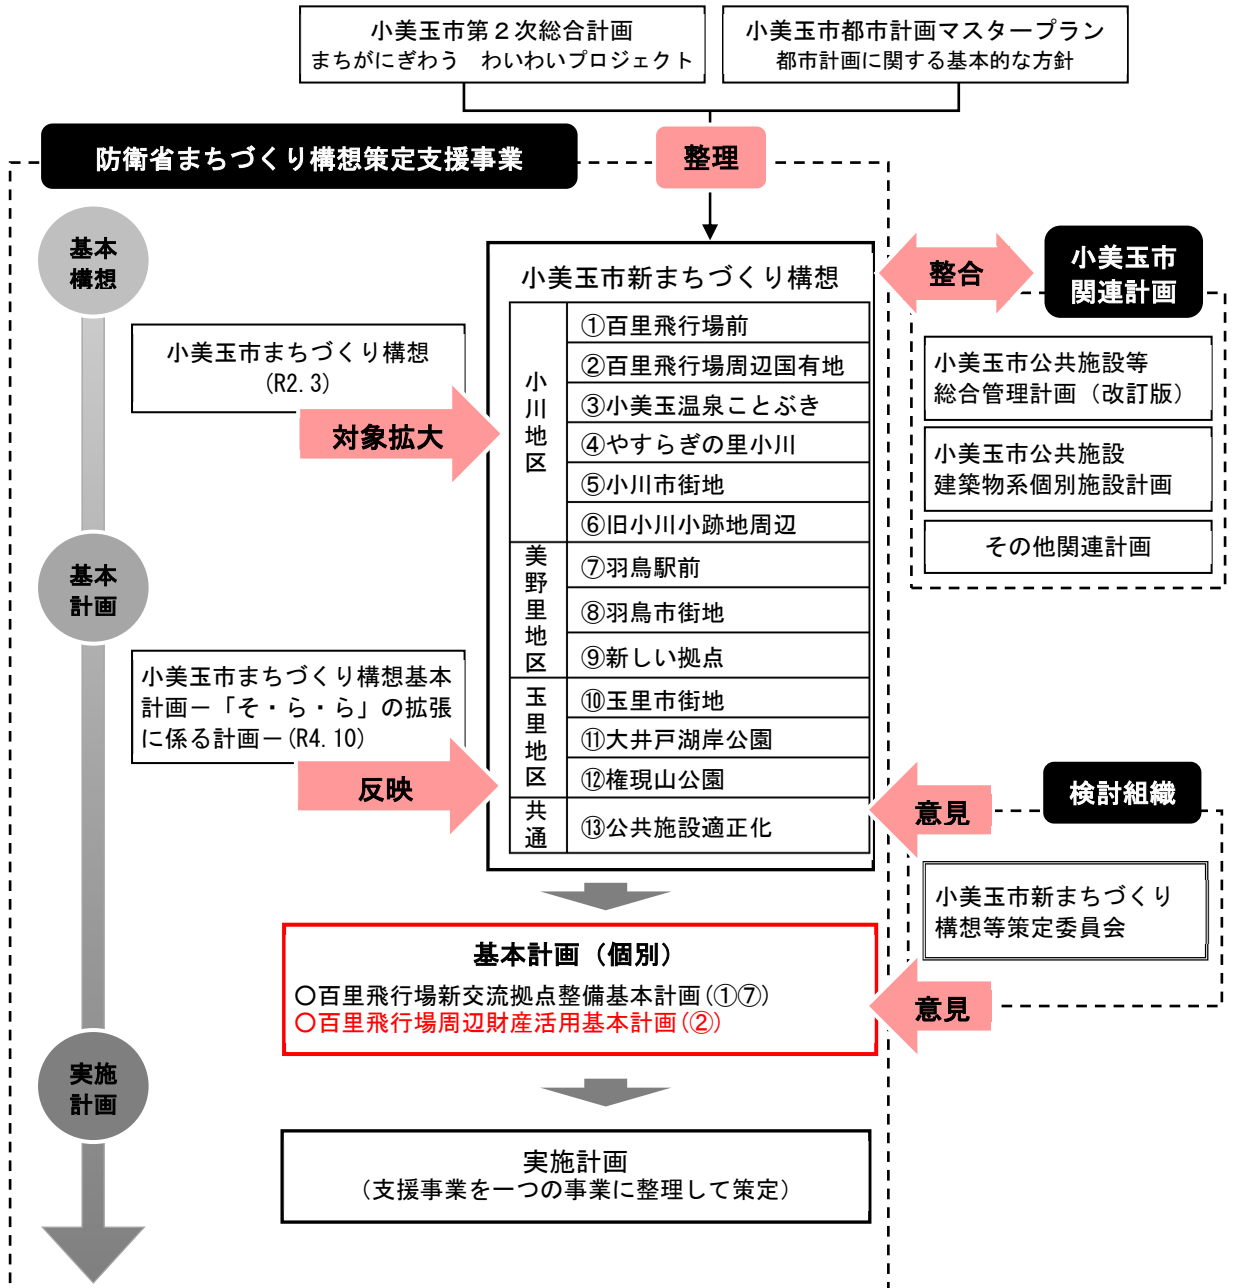 小美玉市第２次総合計画
まちがにぎわう　わいわいプロジェクト
小美玉市都市計画マスタープラン
都市計画に関する基本的な方針
防衛省まちづくり構想策定支援事業
整理
基本
構想
小美玉市新まちづくり構想
整合
小美玉市
関連計画
小川地区
①百里飛行場前
②百里飛行場周辺国有地
③小美玉温泉ことぶき
④やすらぎの里小川
⑤小川市街地
⑥旧小川小跡地周辺
美野里地区
⑦羽鳥駅前
⑧羽鳥市街地
⑨新しい拠点
玉里地区
⑩玉里市街地
⑪大井戸湖岸公園
⑫権現山公園
共通
⑬公共施設適正化
小美玉市まちづくり構想
(R2.3)
対象拡大
小美玉市公共施設等
総合管理計画（改訂版）
小美玉市公共施設
建築物系個別施設計画
その他関連計画
基本
計画
小美玉市まちづくり構想基本
計画－「そ・ら・ら」の拡張
に係る計画－(R4.10)
反映
意見
検討組織
小美玉市新まちづくり
構想等策定委員会
基本計画（個別）
○百里飛行場新交流拠点整備基本計画(①⑦)
○百里飛行場周辺財産活用基本計画(②)
意見
実施
計画
実施計画
（支援事業を一つの事業に整理して策定）